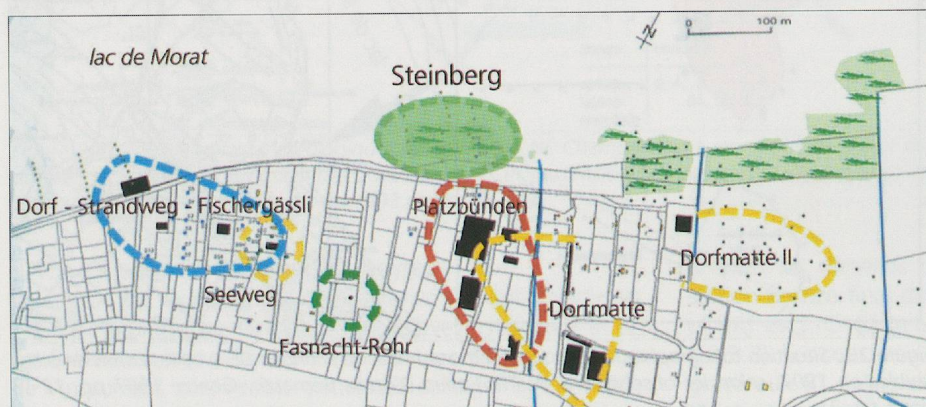 lac de Morat
N
0 100 m
Steinberg
Dorf - Strandweg - Fischergässli
Platzbünden
Dorfmatte II
Seeweg
Dorfmatte
Fasnacht-Rohr